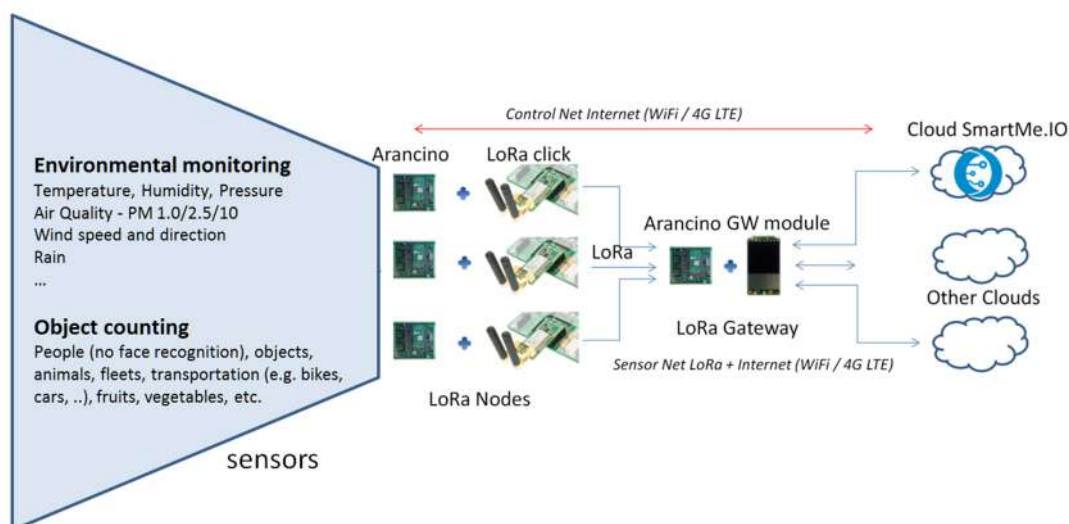 Control Net Internet (WiFi / 4G LTE)
Cloud SmartMe.IO
Arancino
LoRa click
Environmental monitoring
Temperature, Humidity, Pressure
Air Quality - PM 1.0/2.5/10
Wind speed and direction
Rain
...
Arancino GW module
LoRa
Other Clouds
Object counting
People (no face recognition), objects,
animals, fleets, transportation (e.g. bikes,
cars, ..), fruits, vegetables, etc.
LoRa Gateway
Sensor Net LoRa + Internet (WiFi / 4G LTE)
LoRa Nodes
sensors